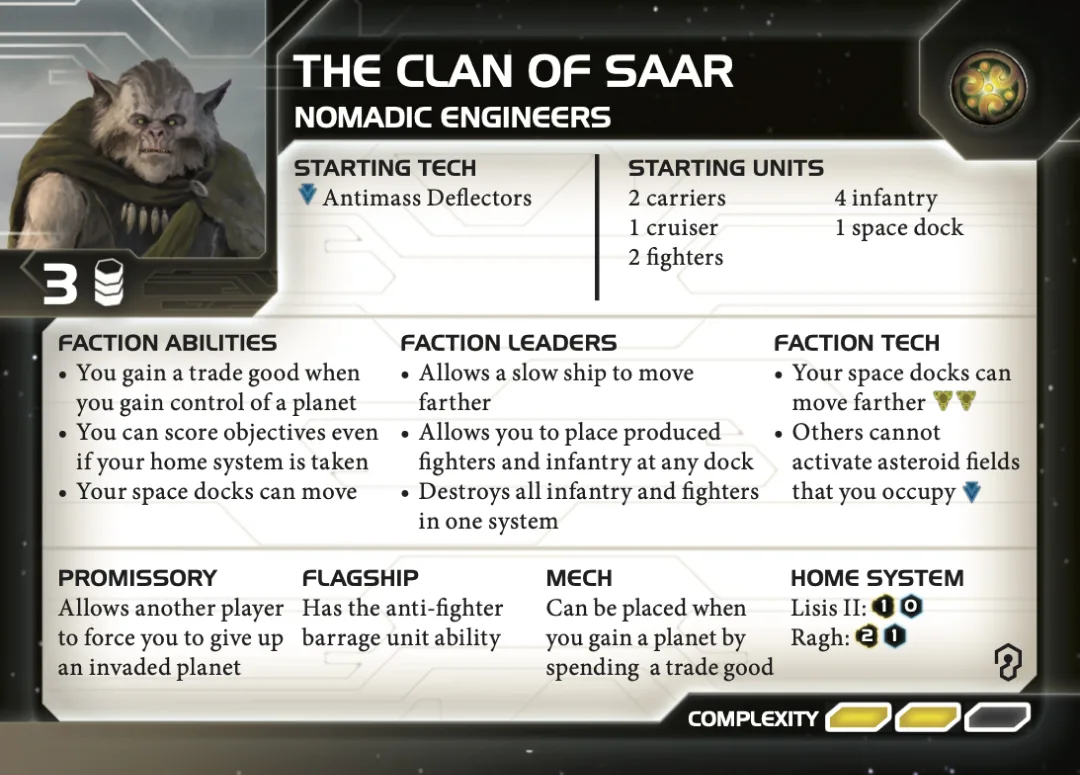 THE CLAN OF SAAR
NOMADIC ENGINEERS
3
STARTING TECH
Antimass Deflectors
STARTING UNITS
2 carriers
1 cruiser
2 fighters
4 infantry
1 space dock
FACTION ABILITIES
• You gain a trade good when
you gain control of a planet
• You can score objectives even
if your home system is taken
• Your space docks can move
FACTION LEADERS
• Allows a slow ship to move
farther
• Allows you to place produced
fighters and infantry at any dock
• Destroys all infantry and fighters
in one system
FACTION TECH
• Your space docks can
move farther
• Others cannot
activate asteroid fields
that you occupy
PROMISSORY
Allows another player
to force you to give up
an invaded planet
FLAGSHIP
Has the anti-fighter
barrage unit ability
MECH
Can be placed when
you gain a planet by
spending a trade good
HOME SYSTEM
Lisis II: 1 0
Ragh: 2 1
COMPLEXITY